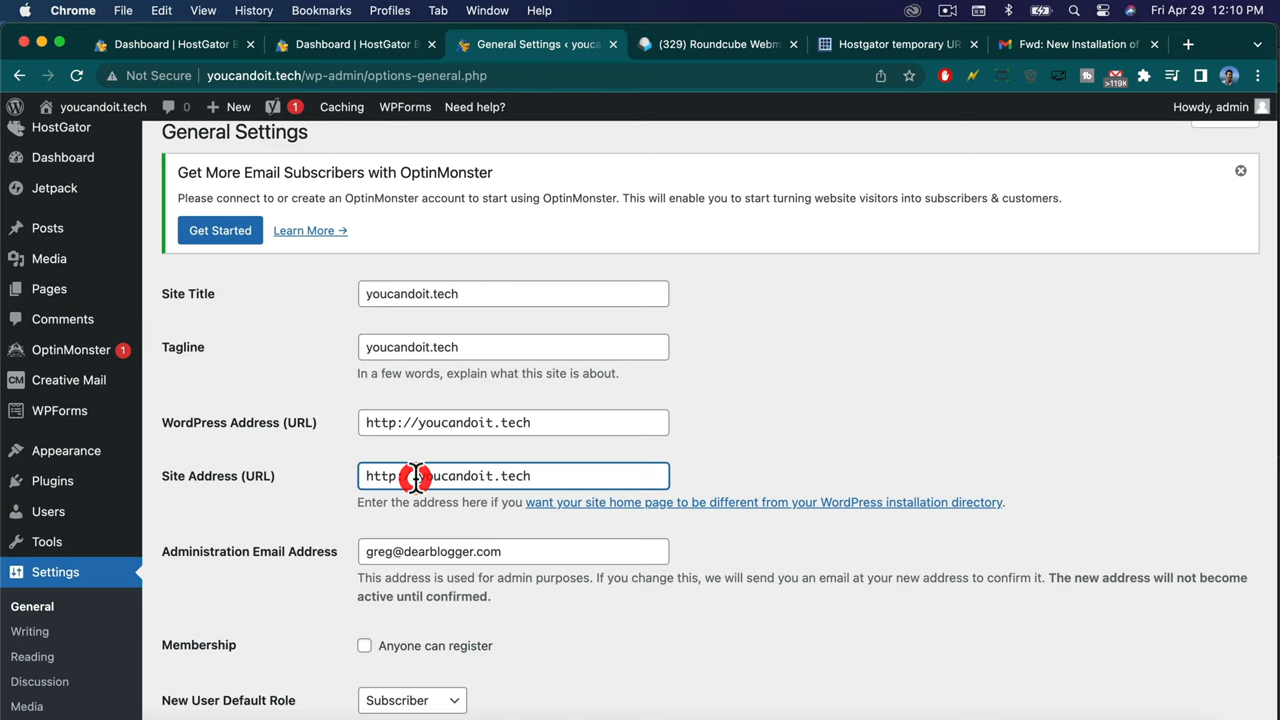 Chrome File Edit View History Bookmarks Profiles Tab Window Help Fri Apr 29 12:10 PM
Dashboard | HostGator Dashboard | HostGator General Settings ‹ youca (329) Roundcube Webm Hostgator temporary UR Fwd: New Installation of
Not Secure youcandoit.tech/wp-admin/options-general.php >119K
youcandoit.tech 0 New 1 Caching WPForms Need help? Howdy, admin
HostGator
Dashboard
Jetpack
Posts
Media
Pages
Comments
OptinMonster 1
CM Creative Mail
WPForms
Appearance
Plugins
Users
Tools
Settings
General
Writing
Reading
Discussion
Media
General Settings
Get More Email Subscribers with OptinMonster
Please connect to or create an OptinMonster account to start using OptinMonster. This will enable you to start turning website visitors into subscribers & customers.
Get Started Learn More →
Site Title youcandoit.tech
Tagline youcandoit.tech
In a few words, explain what this site is about.
WordPress Address (URL) http://youcandoit.tech
Site Address (URL) http://youcandoit.tech
Enter the address here if you want your site home page to be different from your WordPress installation directory.
Administration Email Address greg@dearblogger.com
This address is used for admin purposes. If you change this, we will send you an email at your new address to confirm it. The new address will not become
active until confirmed.
Membership Anyone can register
New User Default Role Subscriber